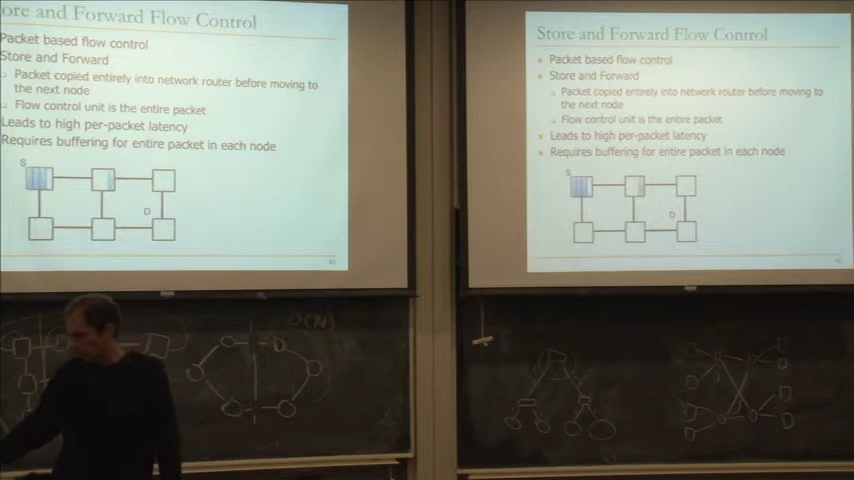 ore and Forward Flow Control
Packet based flow control
Store and Forward
Packet copied entirely into network router before moving to
the next node
Flow control unit is the entire packet
Leads to high per-packet latency
Requires buffering for entire packet in each node
S
D
Store and Forward Flow Control
Packet based flow control
Store and Forward
Packet copied entirely into network router before moving to
the next node
Flow control unit is the entire packet
Leads to high per-packet latency
Requires buffering for entire packet in each node
S
D